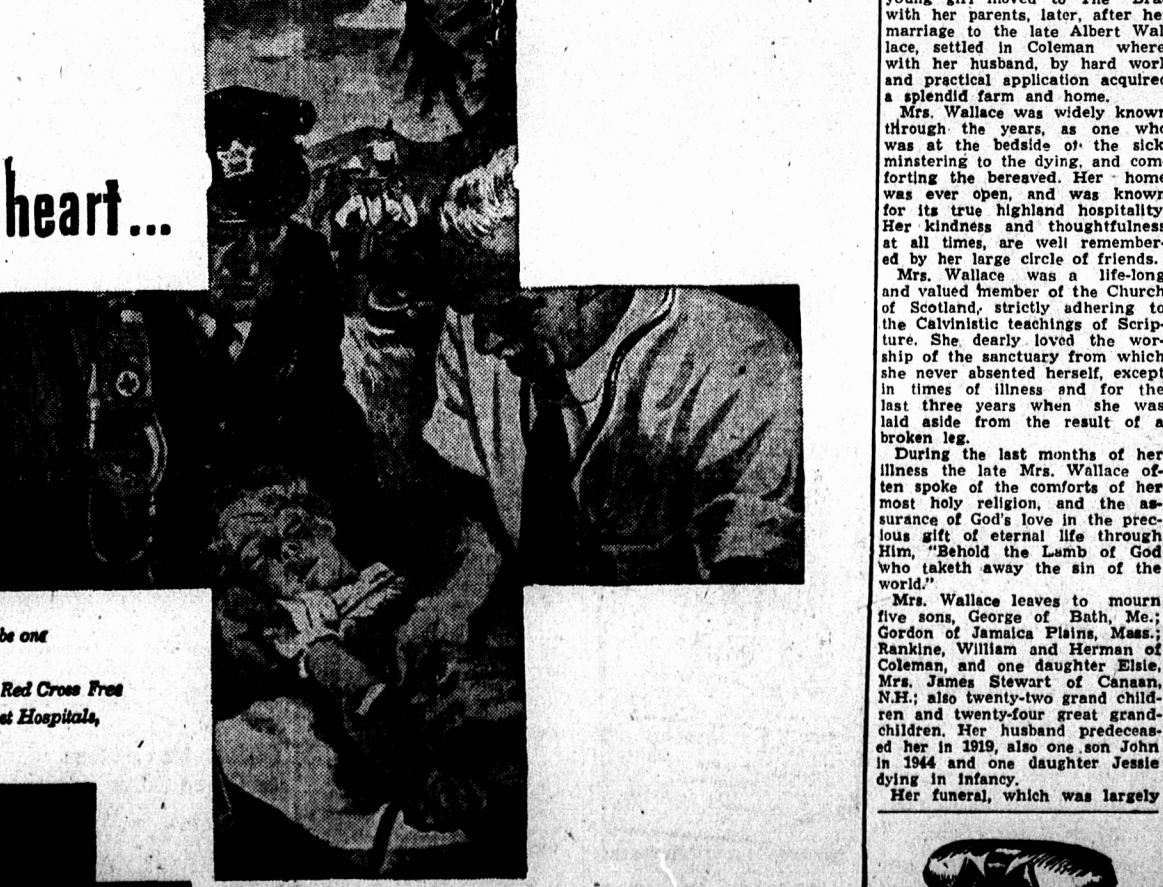 heart...
be one
Red Cross Free
Hospitals,
with her parents, later, after
marriage to the late Albert Wal
lace, settled in Coleman where
with her husband, by hard work
and practical application acquired
a splendid farm and home.
Mrs. Wallace was widely known
through the years, as one who
was at the bedside of the sick
minstering to the dying, and com
forting the bereaved. Her home
was ever open, and was known
for its true highland hospitality
Her kindness and thoughtfulness
at all times, are well remember-
ed by her large circle of friends.
Mrs. Wallace was a life-long
and valued member of the Church
of Scotland, strictly adhering to
the Calvinistic teachings of Scrip-
ture. She dearly loved the wor-
ship of the sanctuary from which
she never absented herself, except
in times of illness and for the
last three years when she was
laid aside from the result of a
broken leg.
During the last months of her
illness the late Mrs. Wallace of-
ten spoke of the comforts of her
most holy religion, and the as-
surance of God's love in the prec-
ious gift of eternal life through
Him, "Behold the Lamb of God
who taketh away the sin of the
world."
Mrs. Wallace leaves to mourn
five sons, George of Bath, Me.;
Gordon of Jamaica Plains, Mass.;
Rankine, William and Herman of
Coleman, and one daughter Elsie,
Mrs. James Stewart of Canaan,
N.H.; also twenty-two grand child-
ren and twenty-four great grand-
children. Her husband predeceas-
ed her in 1919, also one son John
in 1944 and one daughter Jessie
dying in infancy.
Her funeral, which was largely